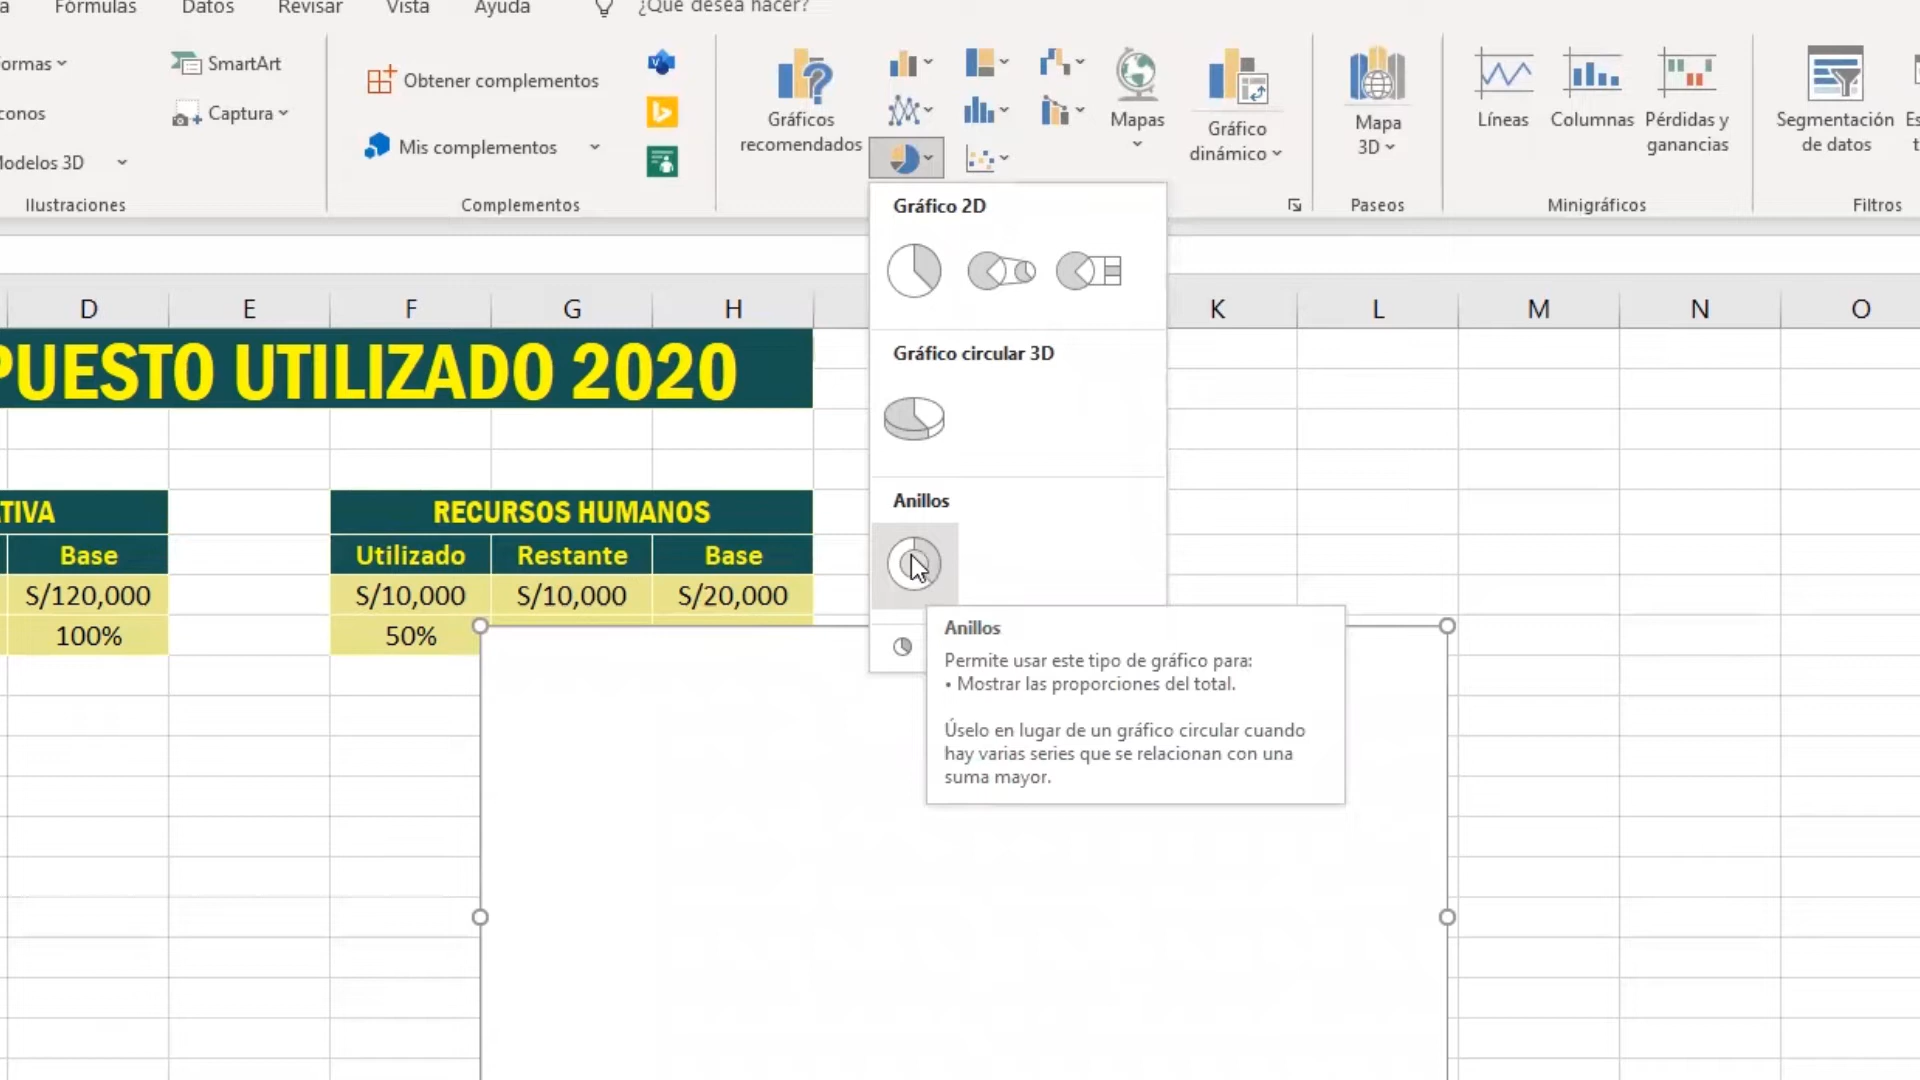 Fórmulas
Datos
Revisar
Vista
Ayuda
¿Qué desea hacer?
SmartArt
Captura
Modelos 3D
Ilustraciones
Obtener complementos
Mis complementos
Complementos
Gráficos
recomendados
Mapas
Gráfico
dinámico
Mapa
3D
Paseos
Líneas
Columnas
Pérdidas y
ganancias
Minigráficos
Segmentación
de datos
Filtros
Gráfico 2D
Gráfico circular 3D
Anillos
Anillos
Permite usar este tipo de gráfico para:
• Mostrar las proporciones del total.
Úselo en lugar de un gráfico circular cuando
hay varias series que se relacionan con una
suma mayor.
D E F G H K L M N O
PUESTO UTILIZADO 2020
TIVA
RECURSOS HUMANOS
Base Utilizado Restante Base
S/120,000 S/10,000 S/10,000 S/20,000
100% 50%